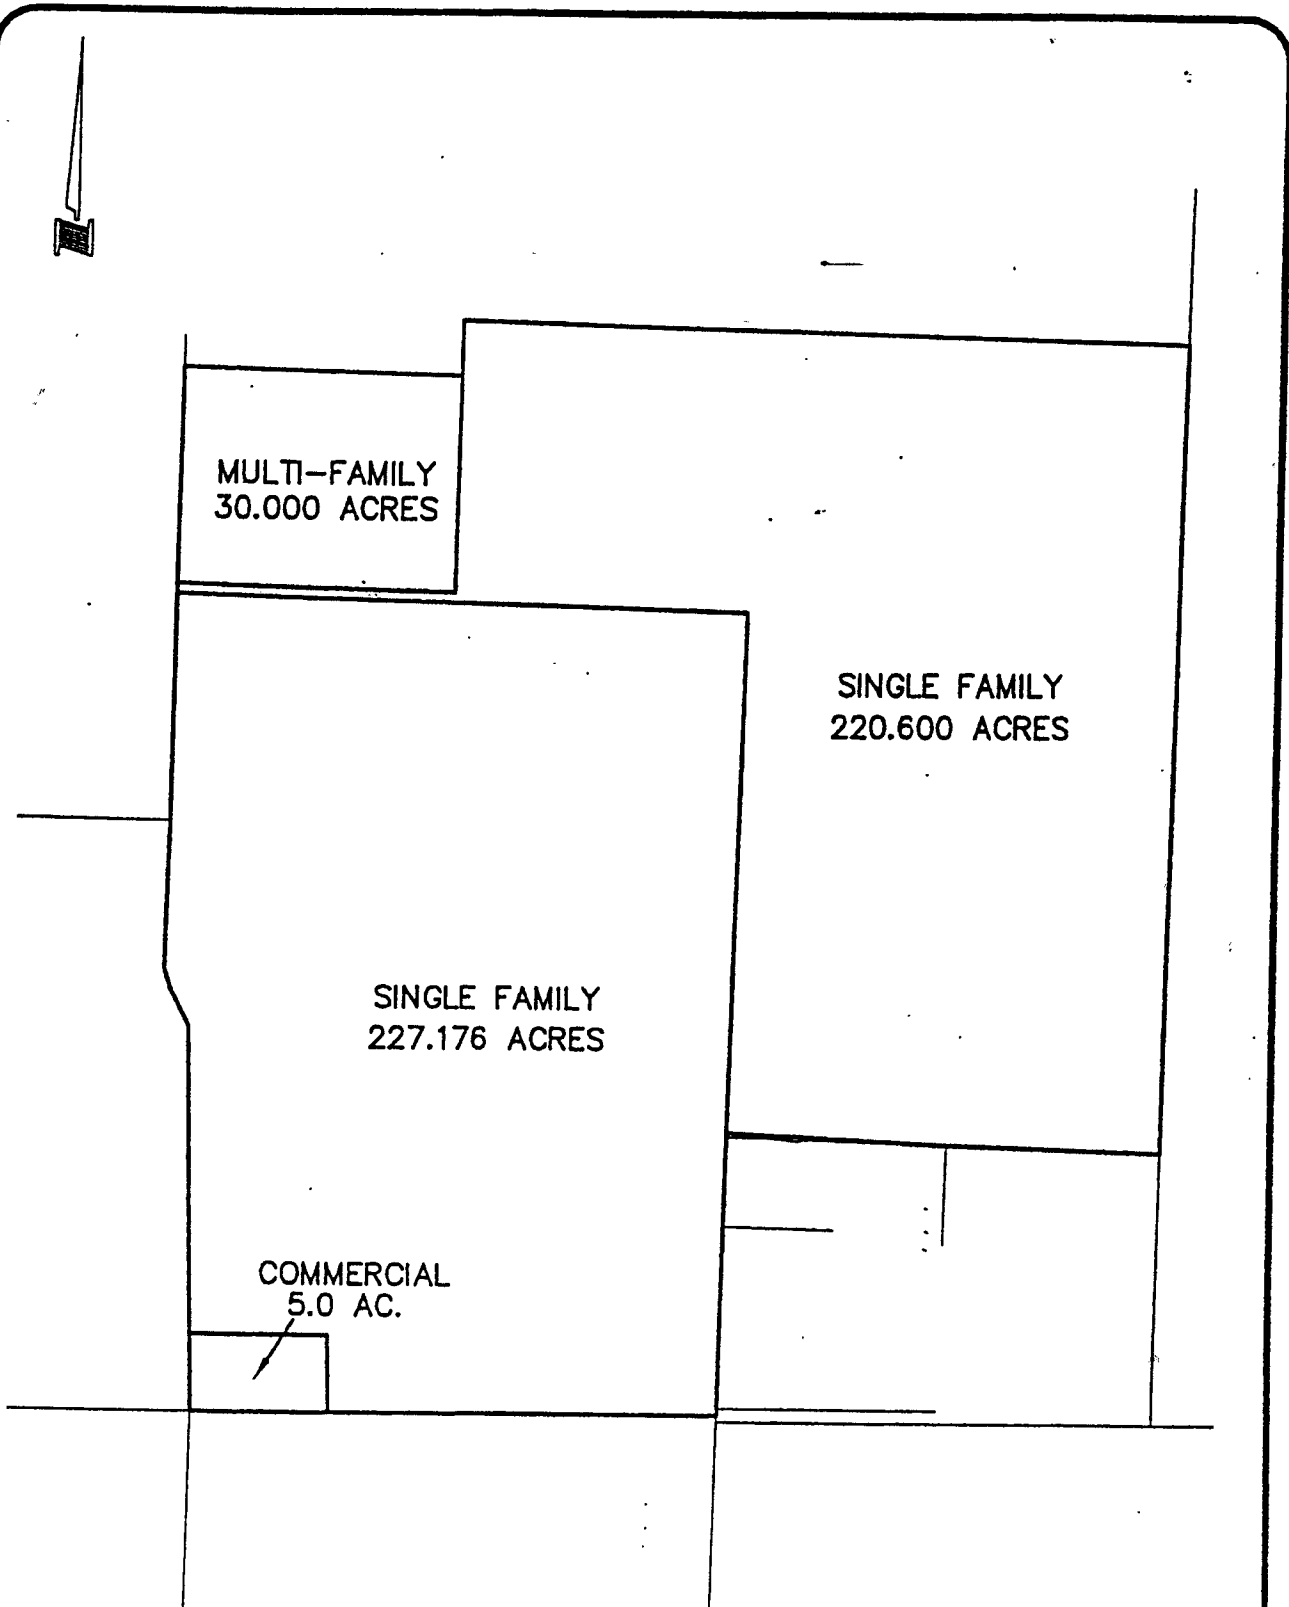 MULTI-FAMILY
30.000 ACRES
SINGLE FAMILY
220.600 ACRES
SINGLE FAMILY
227.176 ACRES
COMMERCIAL
5.0 AC.